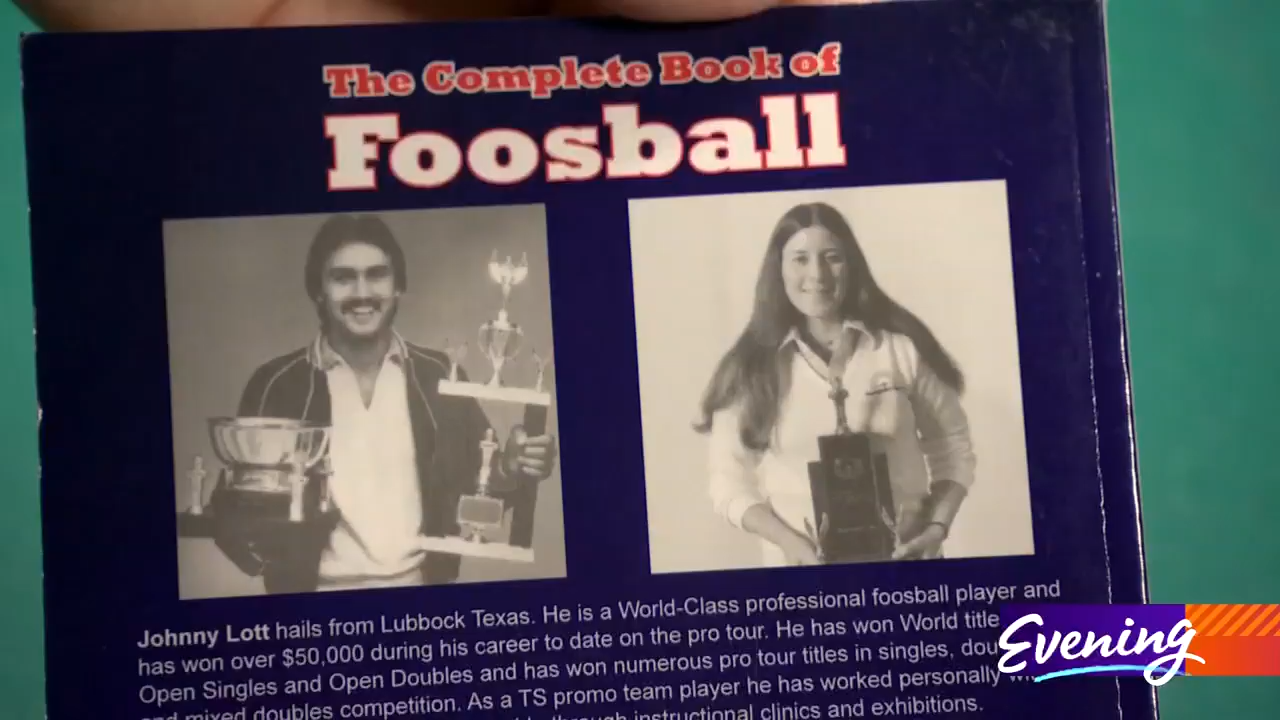 The Complete Book of
Foosball
Johnny Lott hails from Lubbock Texas. He is a World-Class professional foosball player and
has won over $50,000 during his career to date on the pro tour. He has won World title
Open Singles and Open Doubles and has won numerous pro tour titles in singles,
and mixed doubles competition. As a TS promo team player he has worked personally
through instructional clinics and exhibitions.
Evening